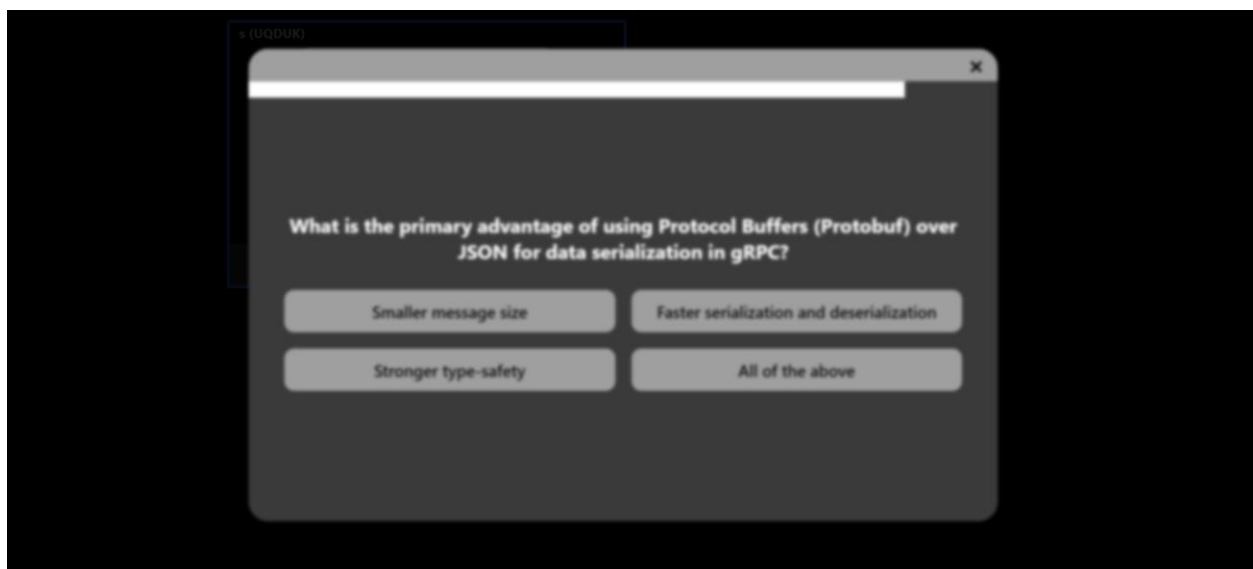 s (UQDUK)
×
What is the primary advantage of using Protocol Buffers (Protobuf) over
JSON for data serialization in gRPC?
Smaller message size
Faster serialization and deserialization
Stronger type-safety
All of the above